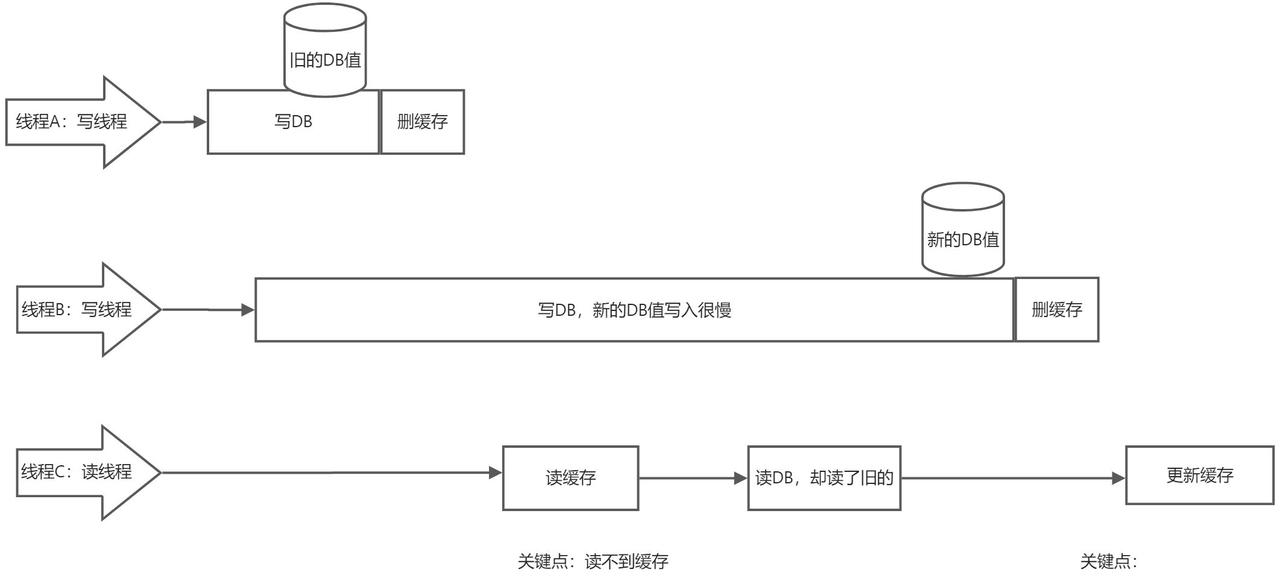 旧的DB值
线程A：写线程
写DB
删缓存
新的DB值
线程B：写线程
写DB，新的DB值写入很慢
删缓存
线程C：读线程
读缓存
读DB，却读了旧的
更新缓存
关键点：读不到缓存
关键点：